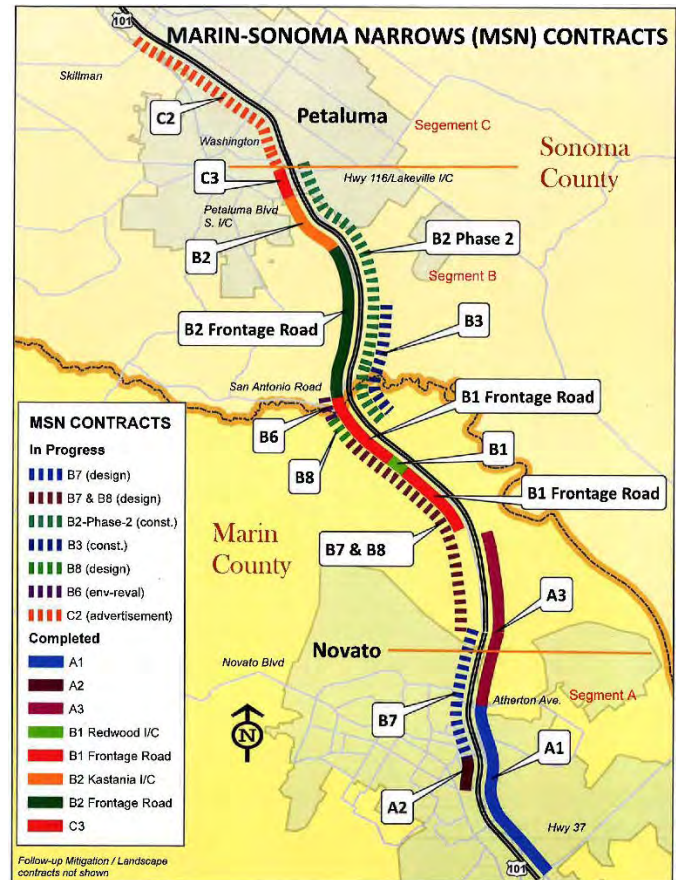 101
MARIN-SONOMA NARROWS (MSN) CONTRACTS
Skillman
C2
Petaluma
Segement C
Washington
Sonoma
County
C3
Hwy 116/Lakeville I/C
Petaluma Blvd
S. I/C
B2
B2 Phase 2
Segment B
B3
B2 Frontage Road
San Antonio Road
B1 Frontage Road
B6
B1
B8
B1 Frontage Road
Marin
County
B7 & B8
A3
Novato
Novato Blvd
Atherton Ave.
Segment A
N
B7
A1
A2
Hwy 37
101
MSN CONTRACTS
In Progress
B7 (design)
B7 & B8 (design)
B2-Phase-2 (const.)
B3 (const.)
B8 (design)
B6 (env-reval)
C2 (advertisement)
Completed
A1
A2
A3
B1 Redwood I/C
B1 Frontage Road
B2 Kastania I/C
B2 Frontage Road
C3
Follow-up Mitigation / Landscape
contracts not shown